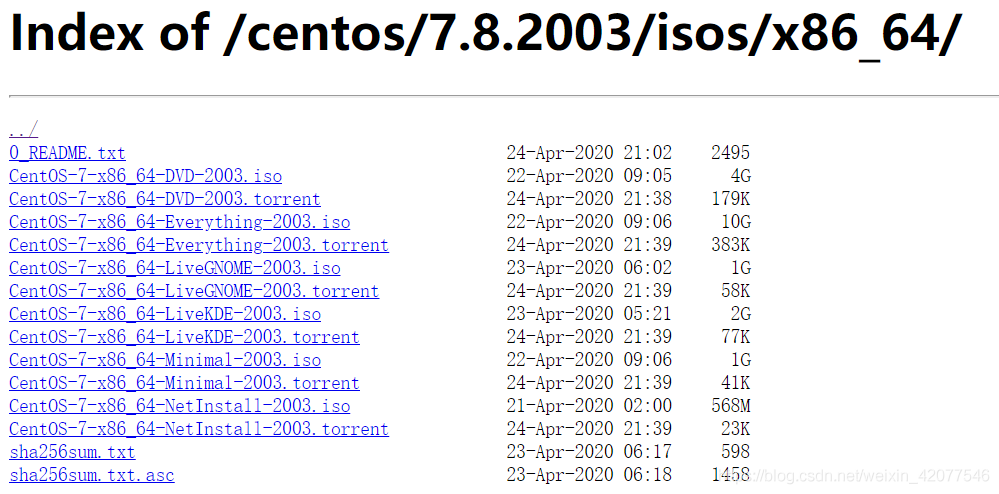 Index of /centos/7.8.2003/isos/x86_64/
../
0_README.txt 24-Apr-2020 21:02 2495
CentOS-7-x86_64-DVD-2003.iso 22-Apr-2020 09:05 4G
CentOS-7-x86_64-DVD-2003.torrent 24-Apr-2020 21:38 179K
CentOS-7-x86_64-Everything-2003.iso 22-Apr-2020 09:06 10G
CentOS-7-x86_64-Everything-2003.torrent 24-Apr-2020 21:39 383K
CentOS-7-x86_64-LiveGNOME-2003.iso 23-Apr-2020 06:02 1G
CentOS-7-x86_64-LiveGNOME-2003.torrent 24-Apr-2020 21:39 58K
CentOS-7-x86_64-LiveKDE-2003.iso 23-Apr-2020 05:21 2G
CentOS-7-x86_64-LiveKDE-2003.torrent 24-Apr-2020 21:39 77K
CentOS-7-x86_64-Minimal-2003.iso 22-Apr-2020 09:06 1G
CentOS-7-x86_64-Minimal-2003.torrent 24-Apr-2020 21:39 41K
CentOS-7-x86_64-NetInstall-2003.iso 21-Apr-2020 02:00 568M
CentOS-7-x86_64-NetInstall-2003.torrent 24-Apr-2020 21:39 23K
sha256sum.txt 23-Apr-2020 06:17 598
sha256sum.txt.asc 23-Apr-2020 06:18 1458
blog.csdn.net/weixin_42077546